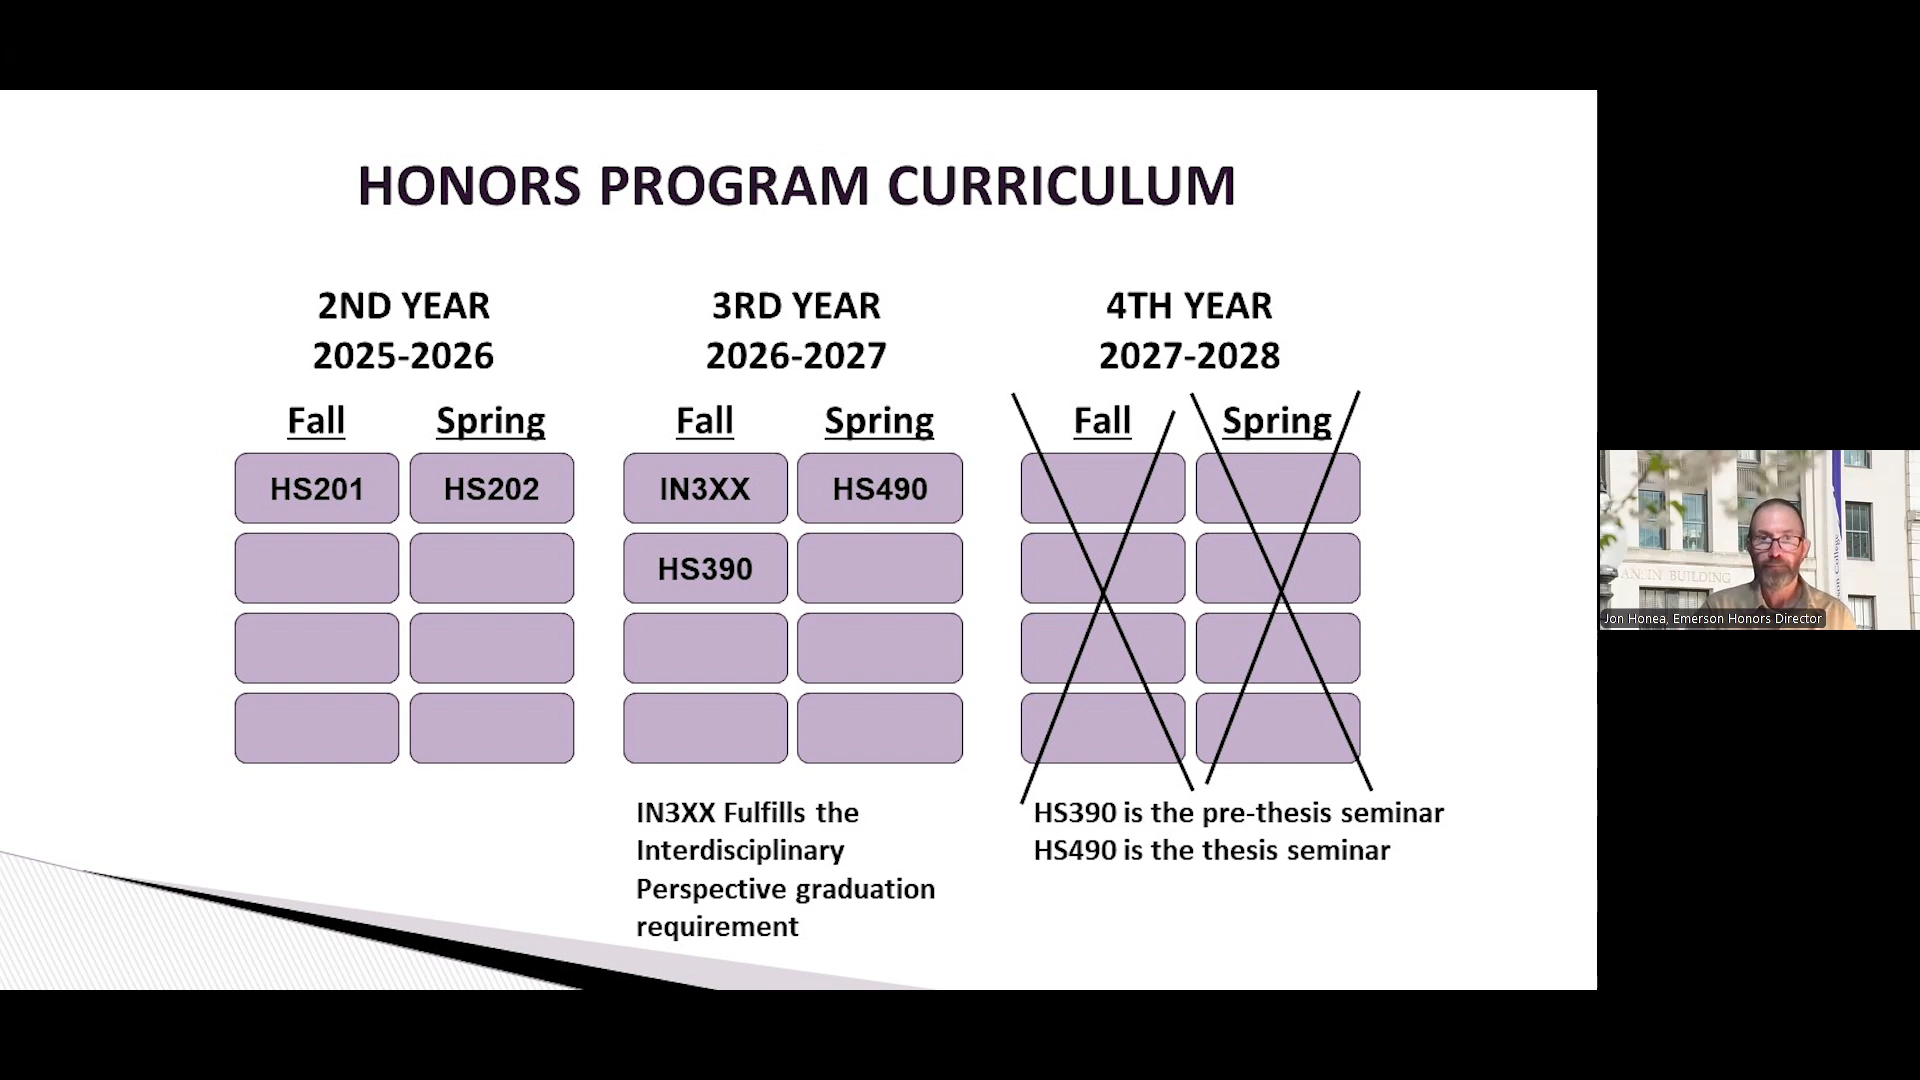 HONORS PROGRAM CURRICULUM
2ND YEAR
2025-2026
Fall
Spring
HS201
HS202
3RD YEAR
2026-2027
Fall
Spring
IN3XX
HS490
HS390
4TH YEAR
2027-2028
Fall
Spring
IN3XX Fulfills the
Interdisciplinary
Perspective graduation
requirement
HS390 is the pre-thesis seminar
HS490 is the thesis seminar
BUILDING
Jon Honea, Emerson Honors Director